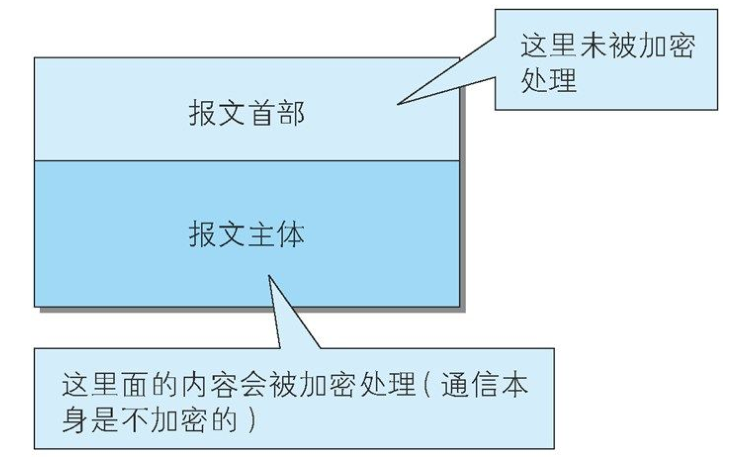 这里未被加密
处理
报文首部
报文主体
这里面的内容会被加密处理(通信本
身是不加密的)